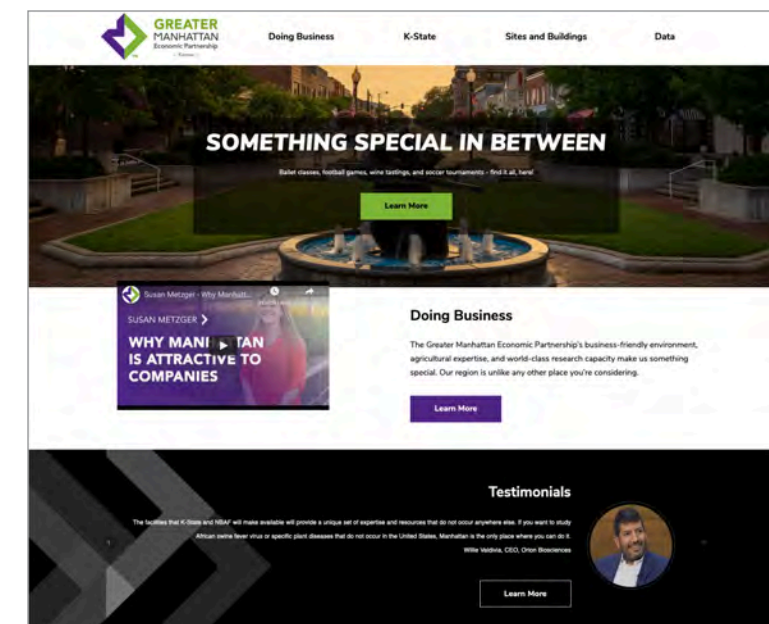 GREATER
MANHATTAN
Economic Partnership
Doing Business
K-State
Sites and Buildings
Data
SOMETHING SPECIAL IN BETWEEN
Ballet classes, football games, wine tastings, and soccer tournaments - find it all, here!
Learn More
Susan Metzger - Why Manhatt...
SUSAN METZGER
WHY MANHATTAN
IS ATTRACTIVE TO
COMPANIES
Doing Business
The Greater Manhattan Economic Partnership's business-friendly environment,
agricultural expertise, and world-class research capacity make us something
special. Our region is unlike any other place you're considering.
Learn More
Testimonials
The facilities that K-State and NBAF will make available will provide a unique set of expertise and resources that do not occur anywhere else. If you want to study
African swine fever virus or specific plant diseases that do not occur in the United States, Manhattan is the only place where you can do it.
Willie Valdivia, CEO, Orion Biosciences
Learn More